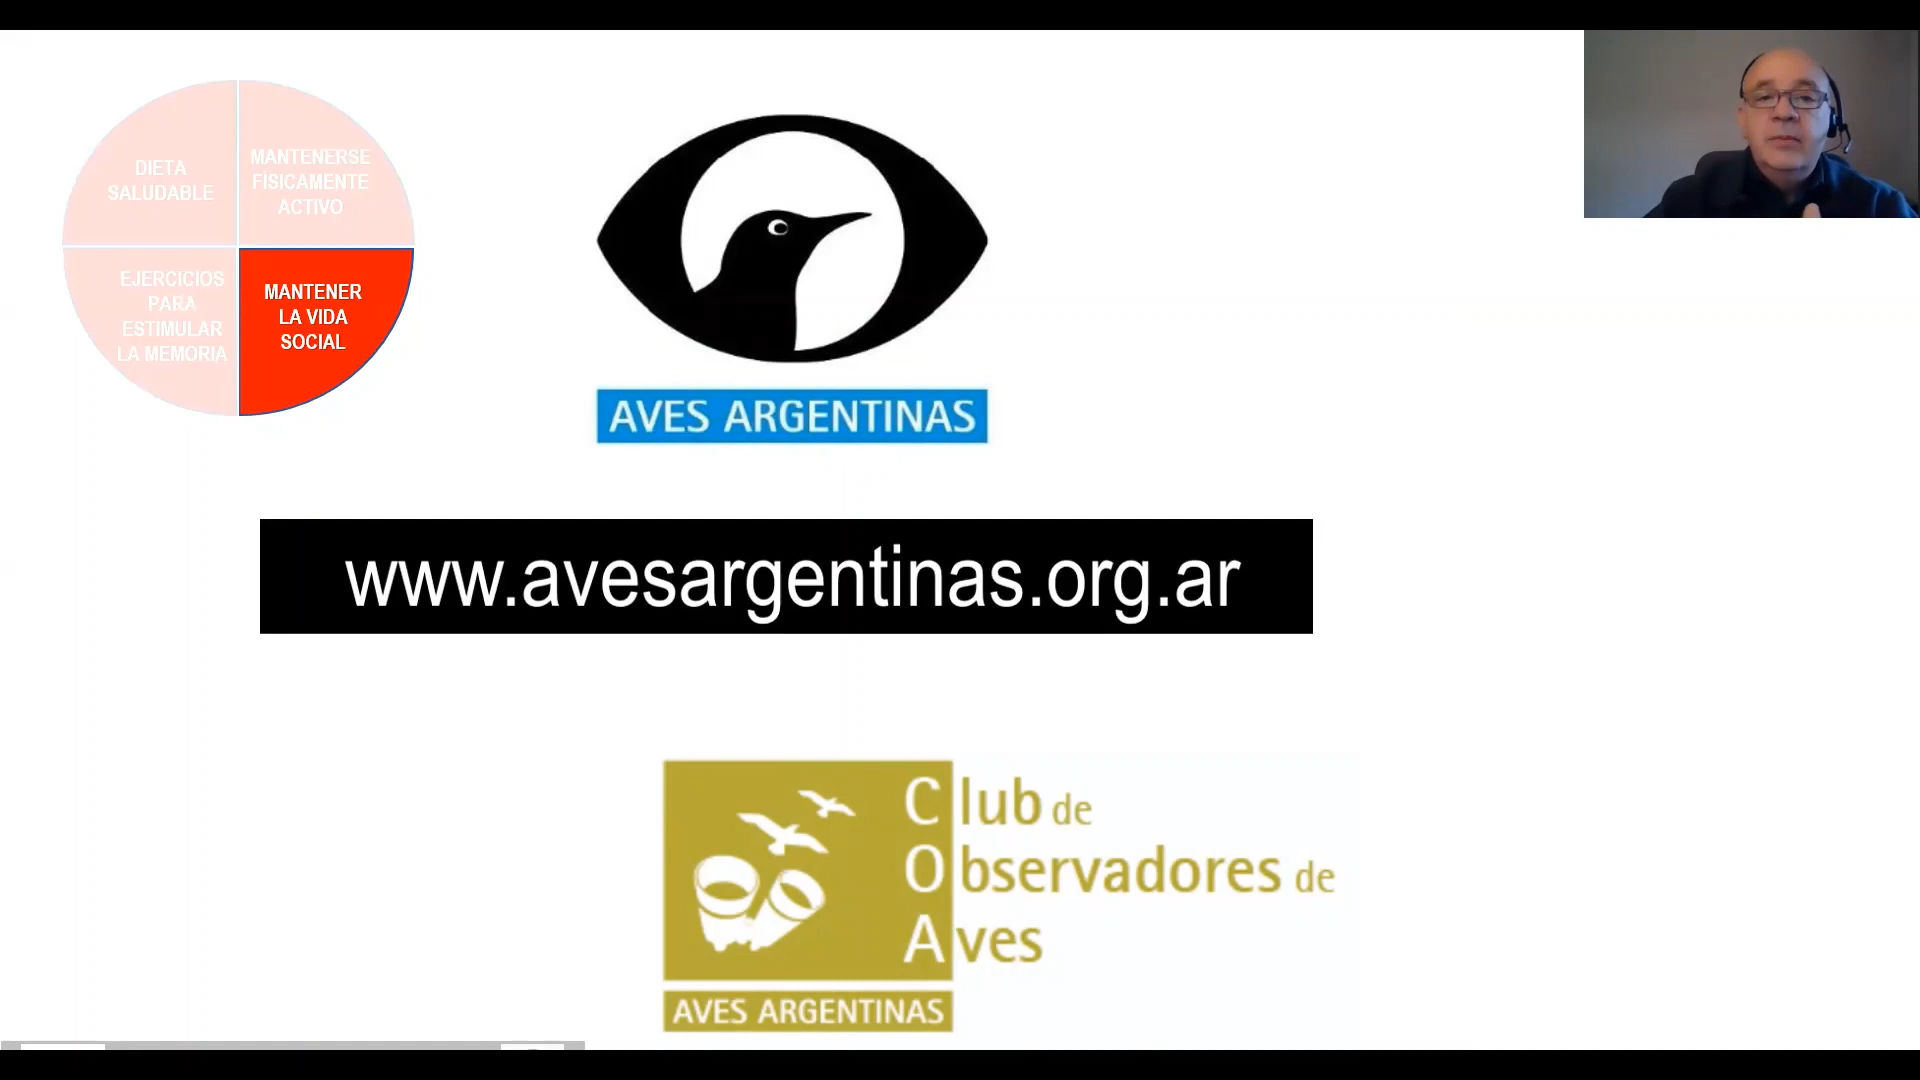 DIETA
SALUDABLE
MANTENERSE
FÍSICAMENTE
ACTIVO
EJERCICIOS
PARA
ESTIMULAR
LA MEMORIA
MANTENER
LA VIDA
SOCIAL
AVES ARGENTINAS
www.avesargentinas.org.ar
Club de
Observadores de
Aves
AVES ARGENTINAS